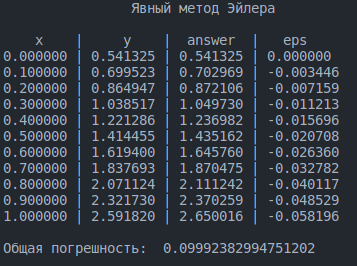 Явный метод Эйлера
x | y | answer | eps
0.000000 | 0.541325 | 0.541325 | 0.000000
0.100000 | 0.699523 | 0.702969 | -0.003446
0.200000 | 0.864947 | 0.872106 | -0.007159
0.300000 | 1.038517 | 1.049730 | -0.011213
0.400000 | 1.221286 | 1.236982 | -0.015696
0.500000 | 1.414455 | 1.435162 | -0.020708
0.600000 | 1.619400 | 1.645760 | -0.026360
0.700000 | 1.837693 | 1.870475 | -0.032782
0.800000 | 2.071124 | 2.111242 | -0.040117
0.900000 | 2.321730 | 2.370259 | -0.048529
1.000000 | 2.591820 | 2.650016 | -0.058196
Общая погрешность: 0.09992382994751202